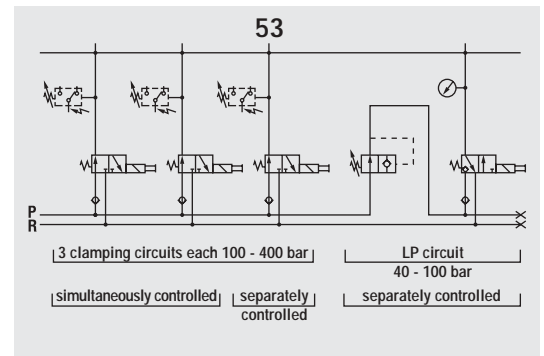 53
P
R
3 clamping circuits each 100 - 400 bar
LP circuit
40 - 100 bar
simultaneously controlled
separately
controlled
separately controlled